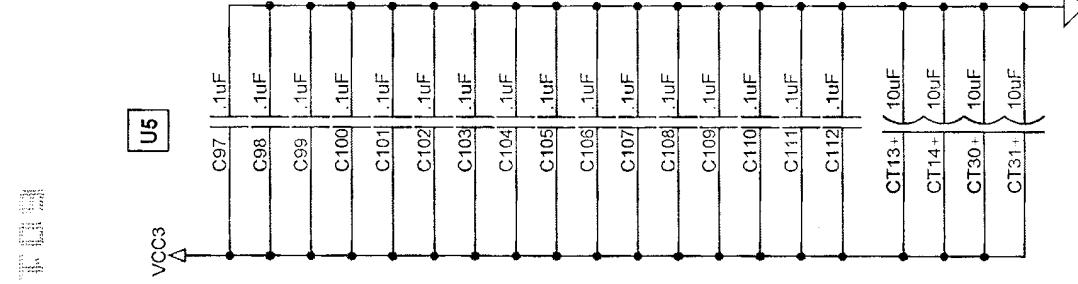 U5
VCC3
C97 .1uF
C98 .1uF
C99 .1uF
C100 .1uF
C101 .1uF
C102 .1uF
C103 .1uF
C104 .1uF
C105 .1uF
C106 .1uF
C107 .1uF
C108 .1uF
C109 .1uF
C110 .1uF
C111 .1uF
C112 .1uF
CT13 + 10uF
CT14 + 10uF
CT30 + 10uF
CT31 + 10uF